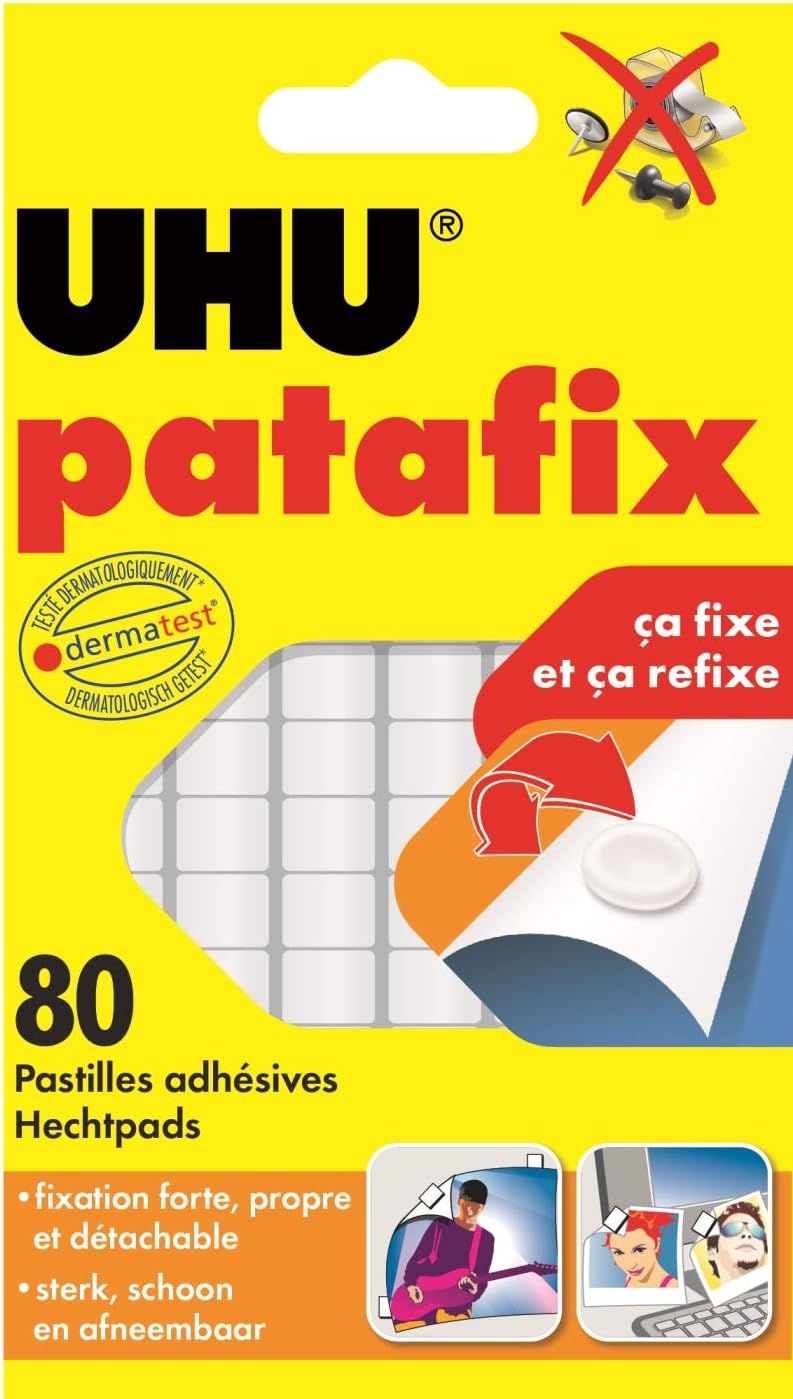 UHU®
patafix
TESTÉ DERMATOLOGIQUEMENT*
dermatest®
DERMATOLOGISCH GETEST*
ça fixe
et ça refixe
80
Pastilles adhésives
Hechtpads
• fixation forte, propre
et détachable
• sterk, schoon
en afneembaar